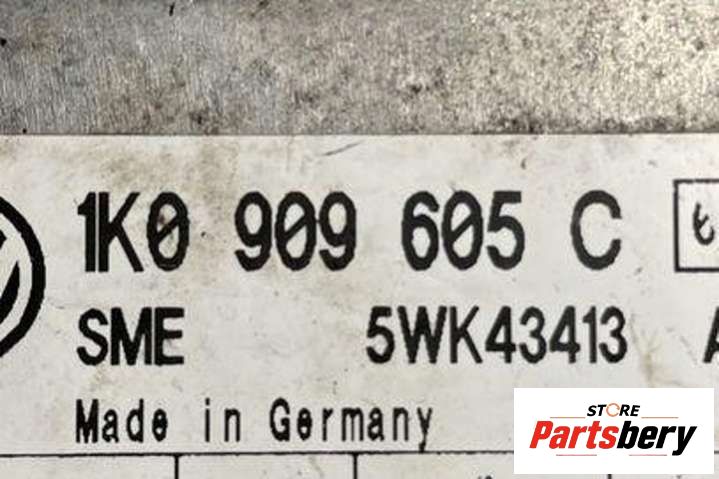 1K0 909 605 C
SME 5WK43413 A
Made in Germany
STORE
Partsbery